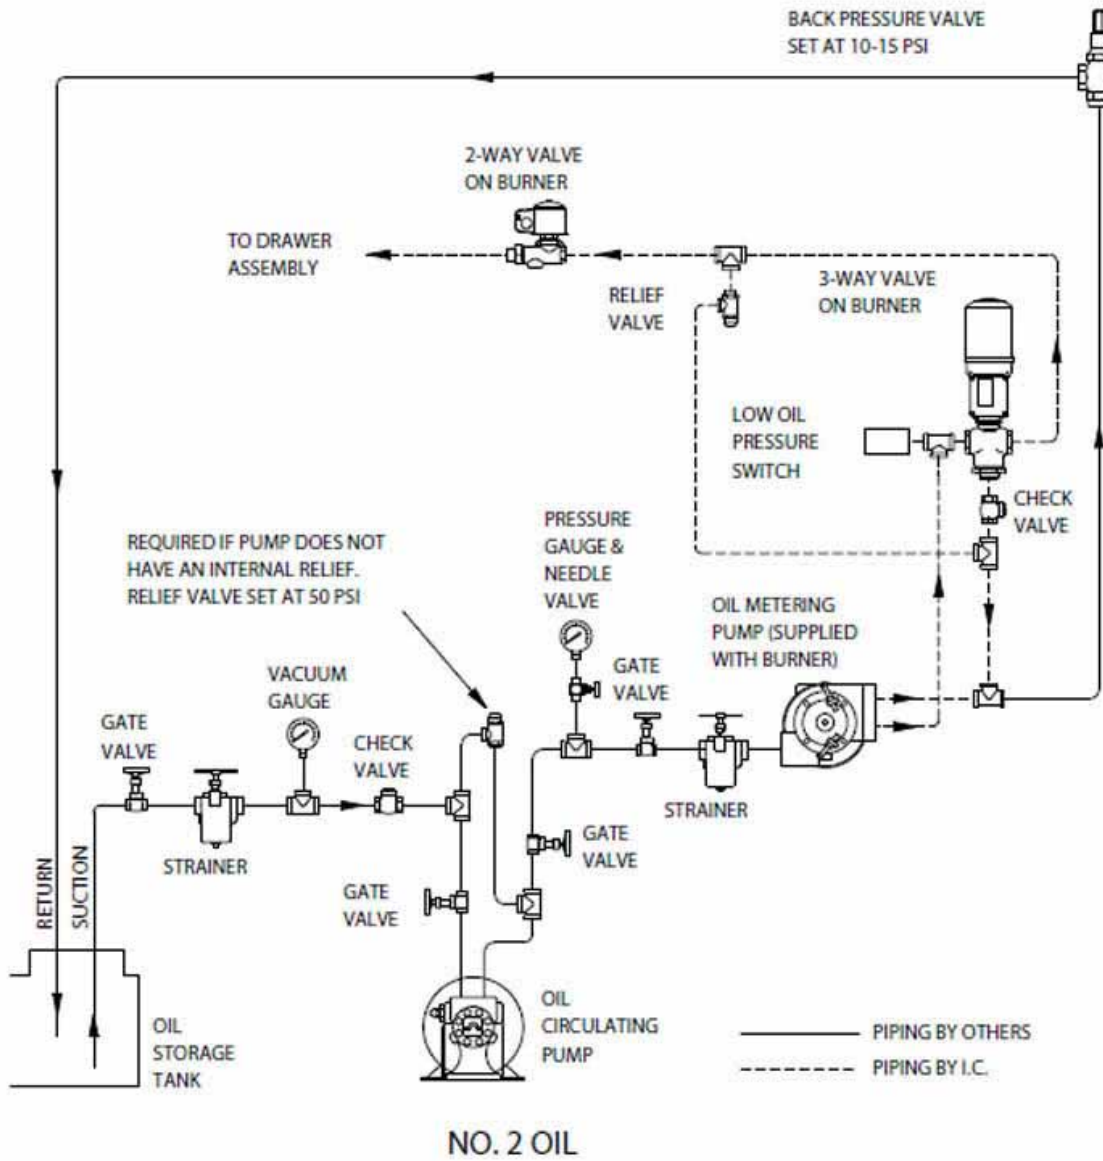 BACK PRESSURE VALVE
SET AT 10-15 PSI
2-WAY VALVE
ON BURNER
TO DRAWER
ASSEMBLY
RELIEF
VALVE
3-WAY VALVE
ON BURNER
LOW OIL
PRESSURE
SWITCH
CHECK
VALVE
PRESSURE
GAUGE &
NEEDLE
VALVE
REQUIRED IF PUMP DOES NOT
HAVE AN INTERNAL RELIEF.
RELIEF VALVE SET AT 50 PSI
OIL METERING
PUMP (SUPPLIED
WITH BURNER)
GATE
VALVE
VACUUM
GAUGE
GATE
VALVE
CHECK
VALVE
STRAINER
STRAINER
GATE
VALVE
GATE
VALVE
RETURN
SUCTION
OIL
STORAGE
TANK
OIL
CIRCULATING
PUMP
PIPING BY OTHERS
PIPING BY I.C.
NO. 2 OIL